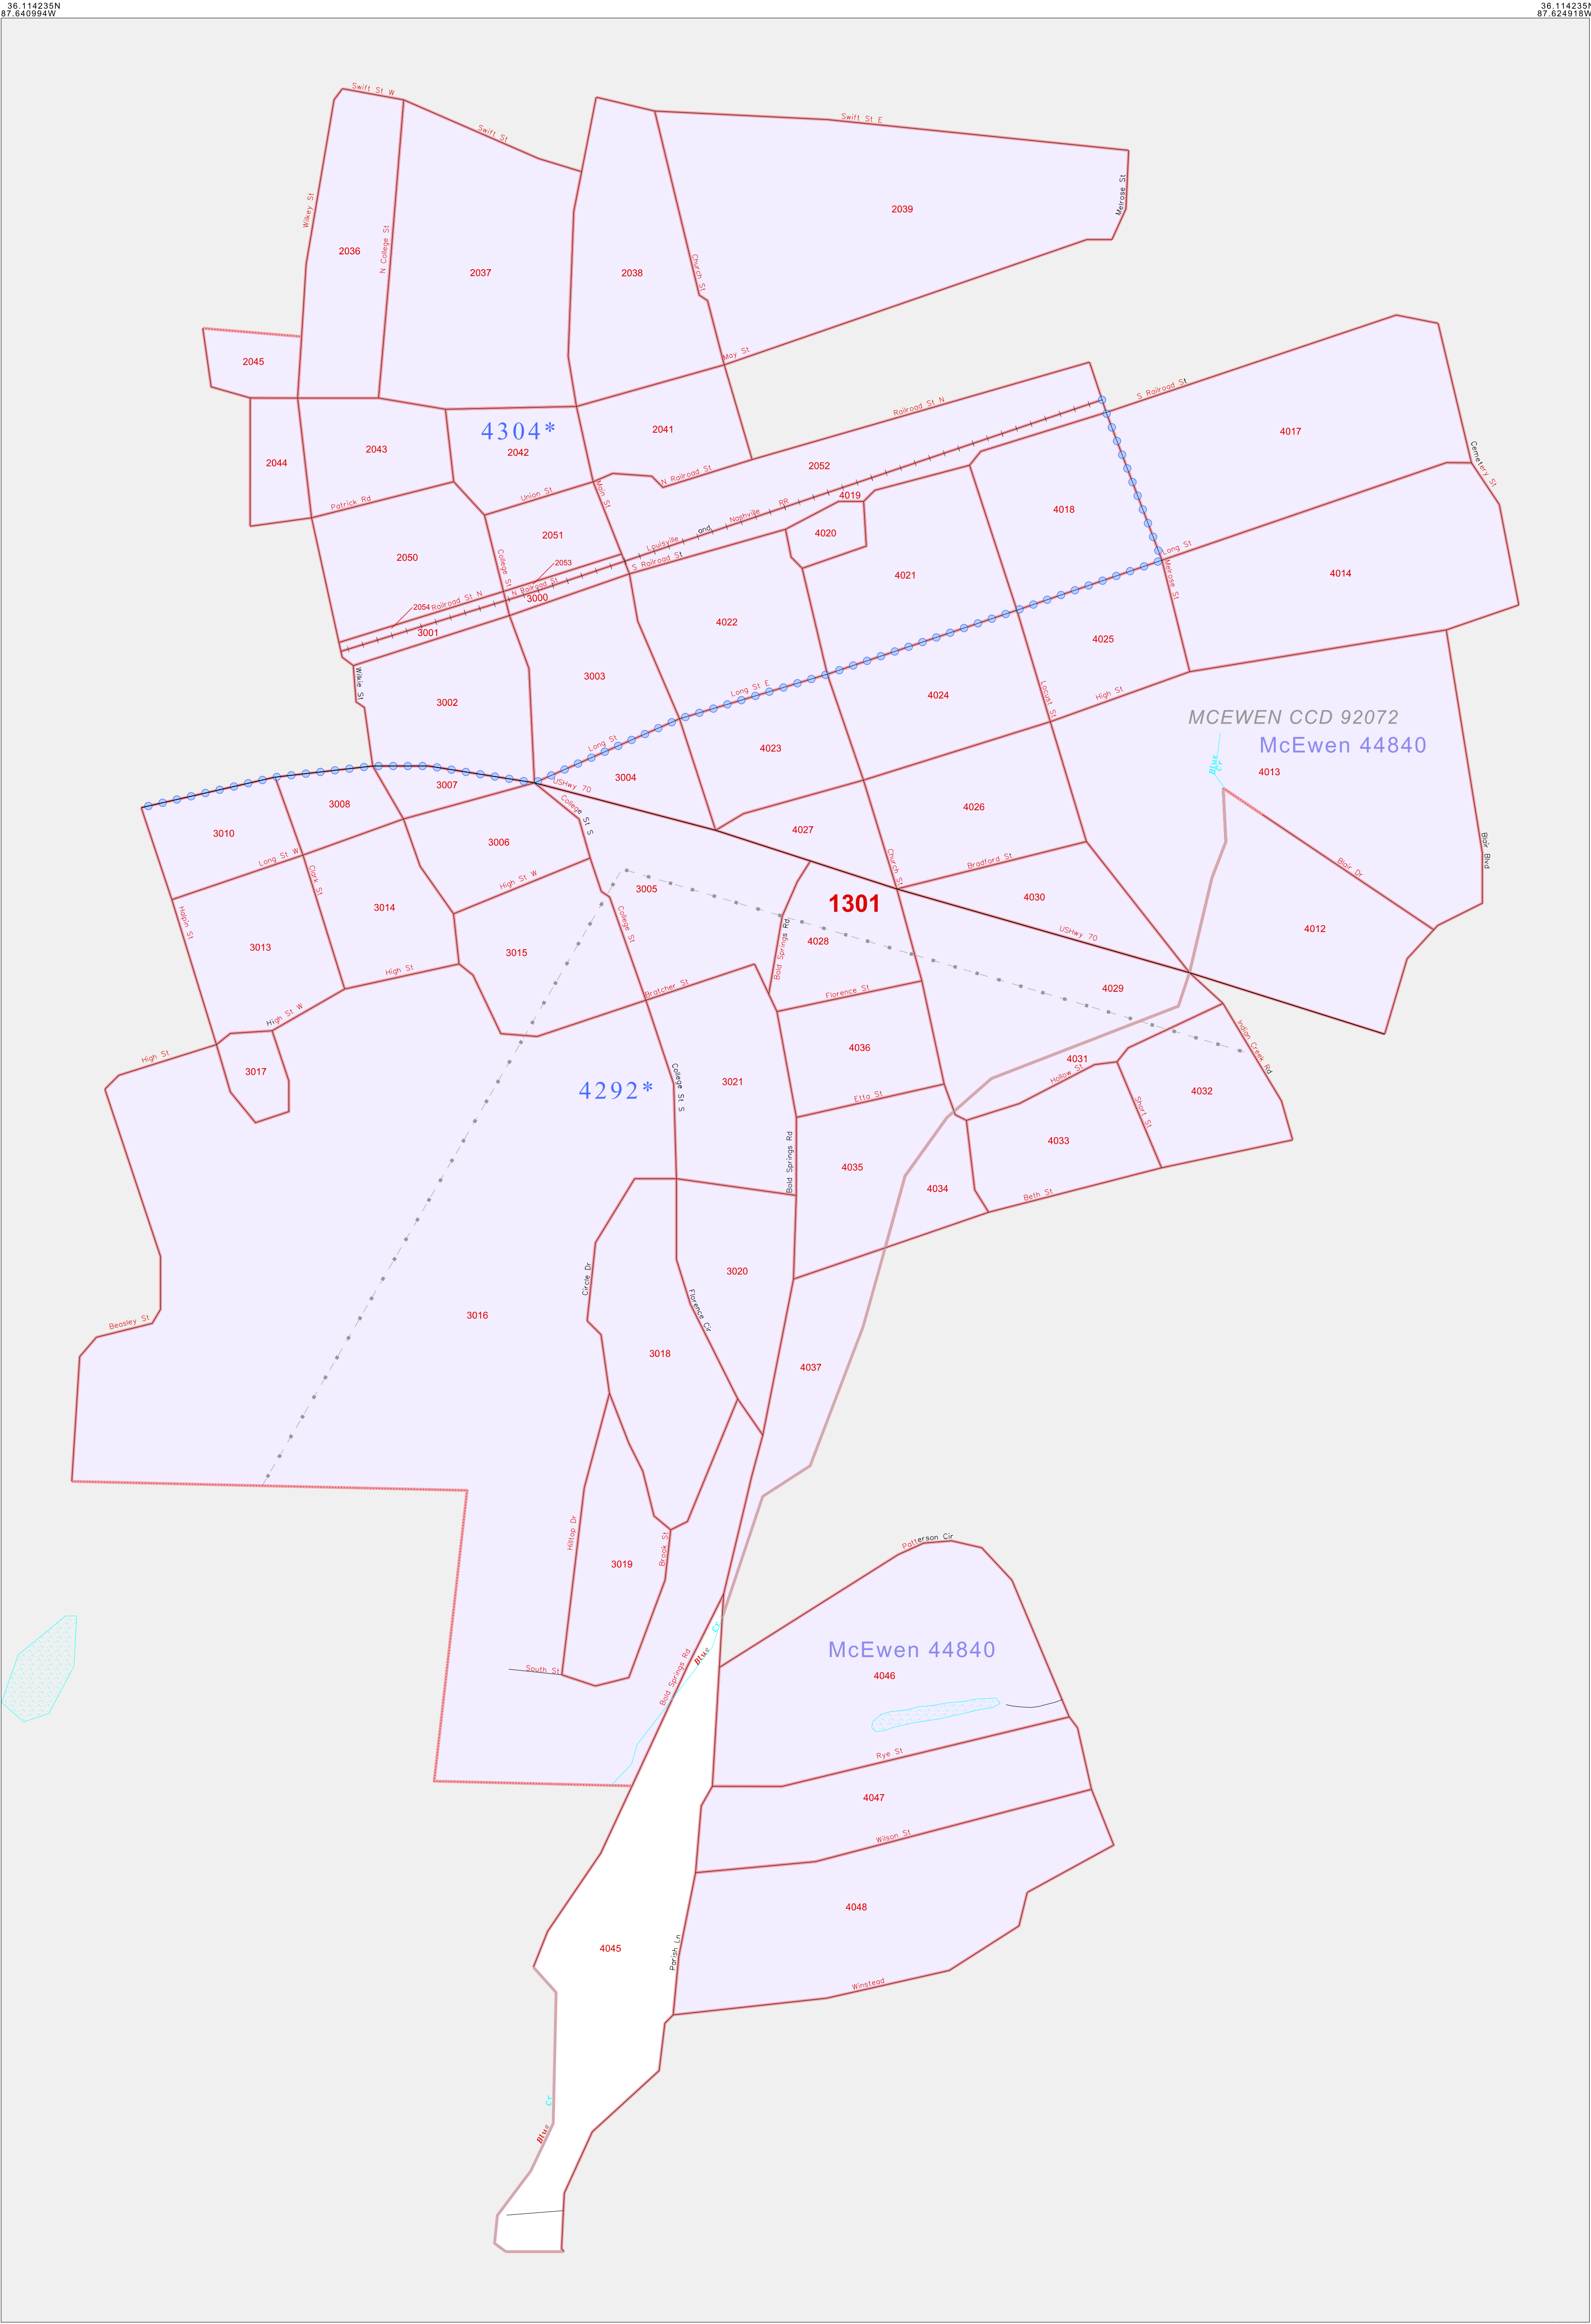 36.114235N
87.640994W
36.114235N
87.624918W
Swift St W
Swift St
Swift St E
Wilkey St
N College St
Melrose St
2036
2037
2038
2039
Church St
May St
2045
4304*
2041
2042
2043
2044
Railroad St N
S Railroad St
4017
Cemetery St
Patrick Rd
Union St
Main St
N Railroad St
2052
4019
4018
4020
2051
2050
2053
Louisville and Nashville RR
S Railroad St
College St
4021
Long St
Melrose St
4014
2054
Railroad St N
N Railroad St
3000
3001
4022
4025
Wilkie St
3002
3003
Long St E
4024
Locust St
High St
MCEWEN CCD 92072
McEwen 44840
4013
Blue Cr
Long St
4023
3004
3007
USHwy 70
3008
3010
College St S
4026
4027
3006
Long St W
Clark St
Church St
Bradford St
Blair Blvd
Blair Dr
High St W
3005
1301
4030
4012
Halpin St
3014
College St
Bold Springs Rd
4028
USHwy 70
3013
3015
High St
Bratcher St
Florence St
4029
High St W
High St
3017
4036
4031
Indian Creek Rd
4292*
College St S
3021
Etta St
Hollow St
Short St
4032
4033
Bold Springs Rd
4035
4034
Beth St
Circle Dr
3020
Florence Cir
3016
Beasley St
3018
4037
Hilltop Dr
3019
Brook St
Patterson Cir
Blue Cr
McEwen 44840
4046
South St
Bold Springs Rd
Rye St
4047
Wilson St
4048
4045
Parish Ln
Winstead
Blue Cr